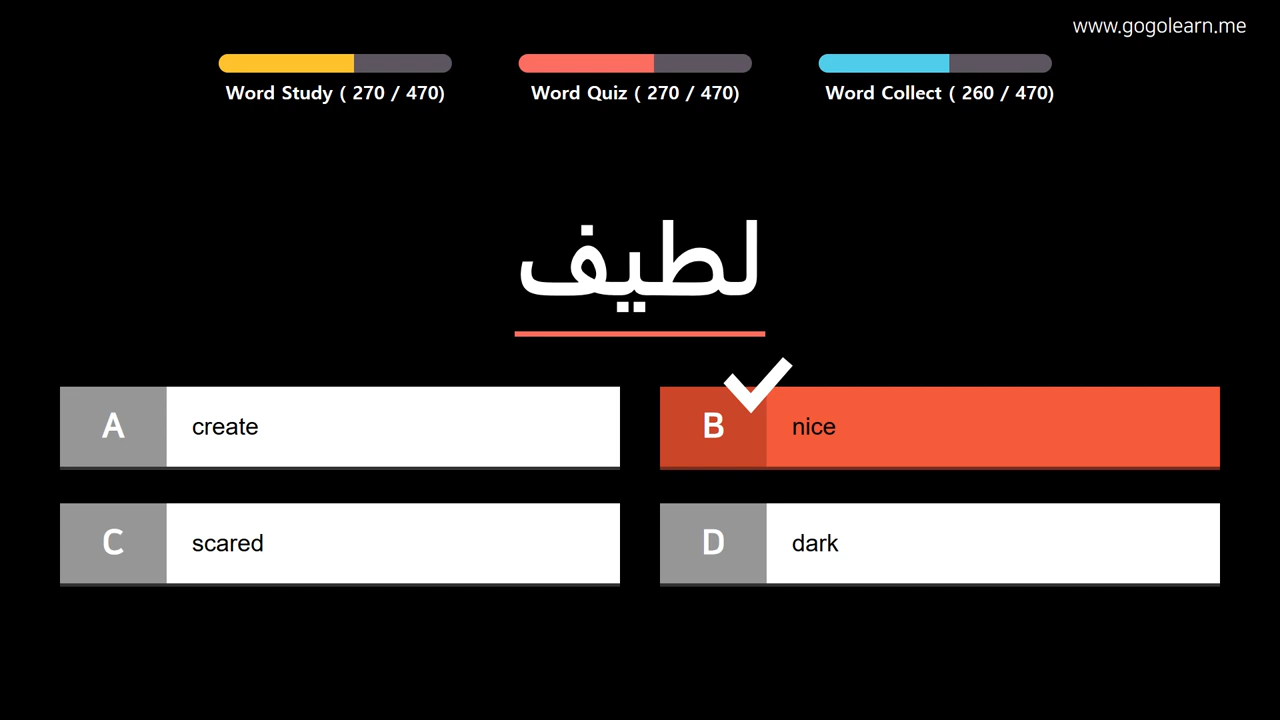 www.gogolearn.me
Word Study ( 270 / 470)
Word Quiz ( 270 / 470)
Word Collect ( 260 / 470)
لطيف
A create
B nice
C scared
D dark